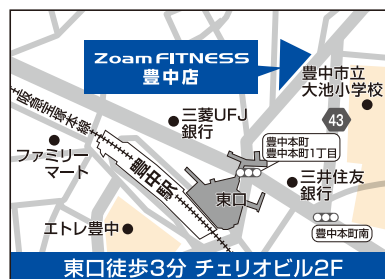 Zoam FITNESS
豊中店
豊中市立
大池小学校
阪急宝塚本線
三菱UFJ
銀行
43
豊中本町
豊中本町1丁目
ファミリー
マート
豊中駅
東口
三井住友
銀行
エトレ豊中
豊中本町南
東口徒歩3分 チェリオビル2F